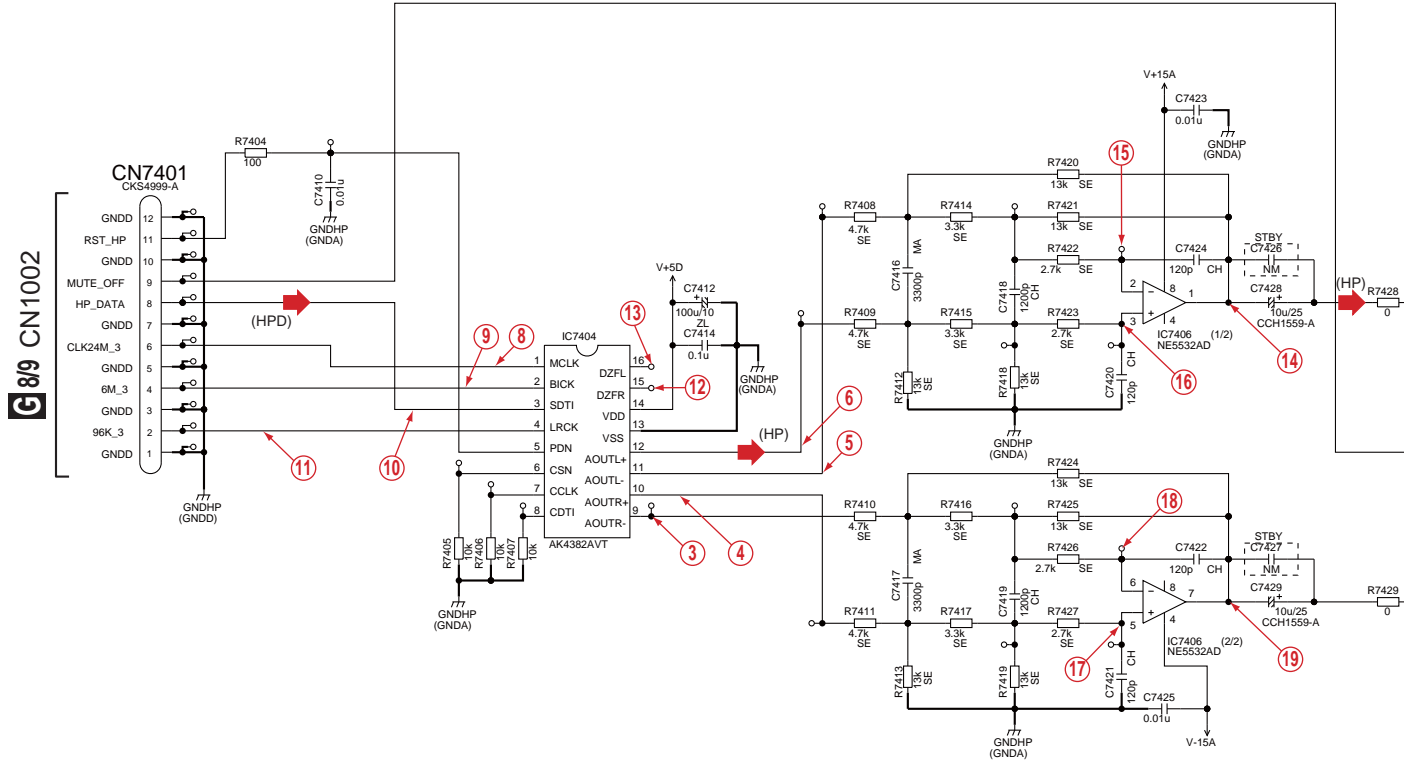 G 8/9 CN1002
CN7401
CKS4999-A
GNDD 12
RST_HP 11
GNDD 10
MUTE_OFF 9
HP_DATA 8
GNDD 7
CLK24M_3 6
GNDD 5
6M_3 4
GNDD 3
96K_3 2
GNDD 1
GNDHP
(GNDD)
(HPD)
R7404
100
C7410
0.01u
GNDHP
(GNDA)
9
8
11
10
R7405
10k
R7406
10k
R7407
10k
GNDHP
(GNDA)
V+5D
C7412
+
100u/10
ZL
C7414
0.1u
GNDHP
(GNDA)
IC7404
1 MCLK
2 BICK
3 SDTI
4 LRCK
5 PDN
6 CSN
7 CCLK
8 CDTI
16 DZFL
15 DZFR
14 VDD
13 VSS
12 AOUTL+
11 AOUTL-
10 AOUTR+
9 AOUTR-
AK4382AVT
13
12
(HP)
6
5
3
4
R7408
4.7k
SE
R7409
4.7k
SE
C7416
3300p
MA
R7412
13k
SE
R7414
3.3k
SE
R7415
3.3k
SE
C7418
1200p
CH
R7418
13k
SE
R7420
13k SE
R7421
13k SE
R7422
2.7k SE
R7423
2.7k
SE
C7420
120p
CH
GNDHP
(GNDA)
15
16
V+15A
C7423
0.01u
GNDHP
(GNDA)
C7424
120p CH
2 −
3 +
8
4
1
IC7406 (1/2)
NE5532AD
14
STBY
C7426
NM
C7428
+
10u/25
CCH1559-A
(HP)
R7428
0
R7410
4.7k
SE
R7411
4.7k
SE
C7417
3300p
MA
R7413
13k
SE
R7416
3.3k
SE
R7417
3.3k
SE
C7419
1200p
CH
R7419
13k
SE
R7424
13k SE
R7425
13k SE
R7426
2.7k SE
R7427
2.7k
SE
C7421
120p
CH
GNDHP
(GNDA)
18
17
C7422
120p CH
6 −
5 +
8
4
7
IC7406 (2/2)
NE5532AD
19
STBY
C7427
NM
C7429
+
10u/25
CCH1559-A
R7429
0
C7425
0.01u
V-15A